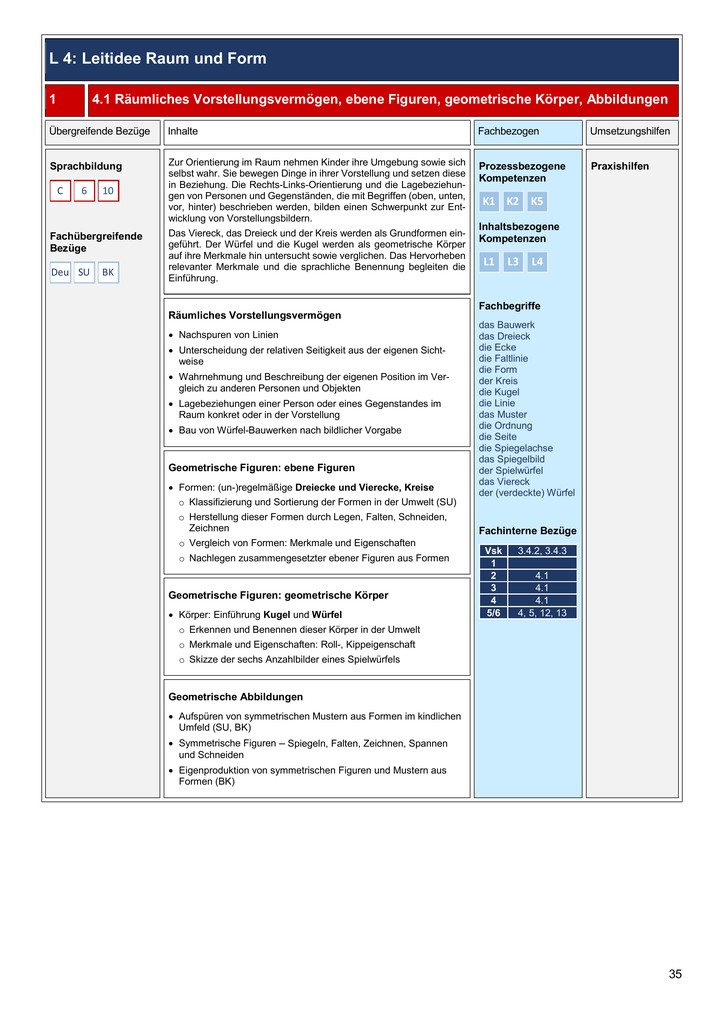 L 4: Leitidee Raum und Form
1 4.1 Räumliches Vorstellungsvermögen, ebene Figuren, geometrische Körper, Abbildungen
Übergreifende Bezüge Inhalte Fachbezogen Umsetzungshilfen
Sprachbildung
C 6 10
Fachübergreifende
Bezüge
Deu SU BK
Zur Orientierung im Raum nehmen Kinder ihre Umgebung sowie sich
selbst wahr. Sie bewegen Dinge in ihrer Vorstellung und setzen diese
in Beziehung. Die Rechts-Links-Orientierung und die Lagebeziehun-
gen von Personen und Gegenständen, die mit Begriffen (oben, unten,
vor, hinter) beschrieben werden, bilden einen Schwerpunkt zur Ent-
wicklung von Vorstellungsbildern.
Das Viereck, das Dreieck und der Kreis werden als Grundformen ein-
geführt. Der Würfel und die Kugel werden als geometrische Körper
auf ihre Merkmale hin untersucht sowie verglichen. Das Hervorheben
relevanter Merkmale und die sprachliche Benennung begleiten die
Einführung.
Räumliches Vorstellungsvermögen
• Nachspuren von Linien
• Unterscheidung der relativen Seitigkeit aus der eigenen Sicht-
weise
• Wahrnehmung und Beschreibung der eigenen Position im Ver-
gleich zu anderen Personen und Objekten
• Lagebeziehungen einer Person oder eines Gegenstandes im
Raum konkret oder in der Vorstellung
• Bau von Würfel-Bauwerken nach bildlicher Vorgabe
Geometrische Figuren: ebene Figuren
• Formen: (un-)regelmäßige Dreiecke und Vierecke, Kreise
o Klassifizierung und Sortierung der Formen in der Umwelt (SU)
o Herstellung dieser Formen durch Legen, Falten, Schneiden,
Zeichnen
o Vergleich von Formen: Merkmale und Eigenschaften
o Nachlegen zusammengesetzter ebener Figuren aus Formen
Geometrische Figuren: geometrische Körper
• Körper: Einführung Kugel und Würfel
o Erkennen und Benennen dieser Körper in der Umwelt
o Merkmale und Eigenschaften: Roll-, Kippeigenschaft
o Skizze der sechs Anzahlbilder eines Spielwürfels
Geometrische Abbildungen
• Aufspüren von symmetrischen Mustern aus Formen im kindlichen
Umfeld (SU, BK)
• Symmetrische Figuren – Spiegeln, Falten, Zeichnen, Spannen
und Schneiden
• Eigenproduktion von symmetrischen Figuren und Mustern aus
Formen (BK)
Prozessbezogene
Kompetenzen
K1 K2 K5
Inhaltsbezogene
Kompetenzen
L1 L3 L4
Fachbegriffe
das Bauwerk
das Dreieck
die Ecke
die Faltlinie
die Form
der Kreis
die Kugel
die Linie
das Muster
die Ordnung
die Seite
die Spiegelachse
das Spiegelbild
der Spielwürfel
das Viereck
der (verdeckte) Würfel
Fachinterne Bezüge
Vsk 3.4.2, 3.4.3
1
2 4.1
3 4.1
4 4.1
5/6 4, 5, 12, 13
Praxishilfen
35